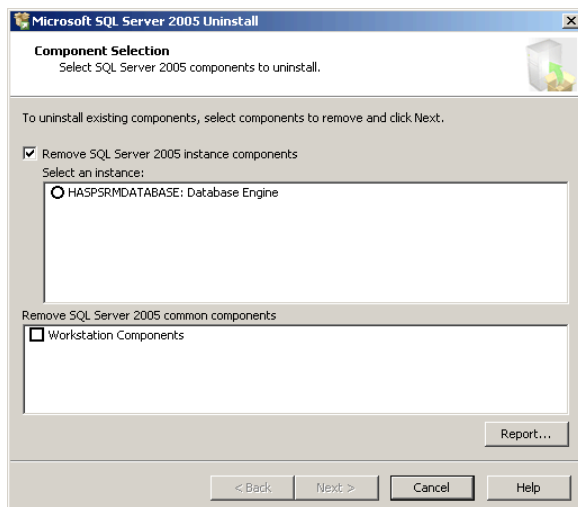 Microsoft SQL Server 2005 Uninstall
Component Selection
Select SQL Server 2005 components to uninstall.
To uninstall existing components, select components to remove and click Next.
Remove SQL Server 2005 instance components
Select an instance:
HASPSRMDATABASE: Database Engine
Remove SQL Server 2005 common components
Workstation Components
Report...
< Back Next > Cancel Help